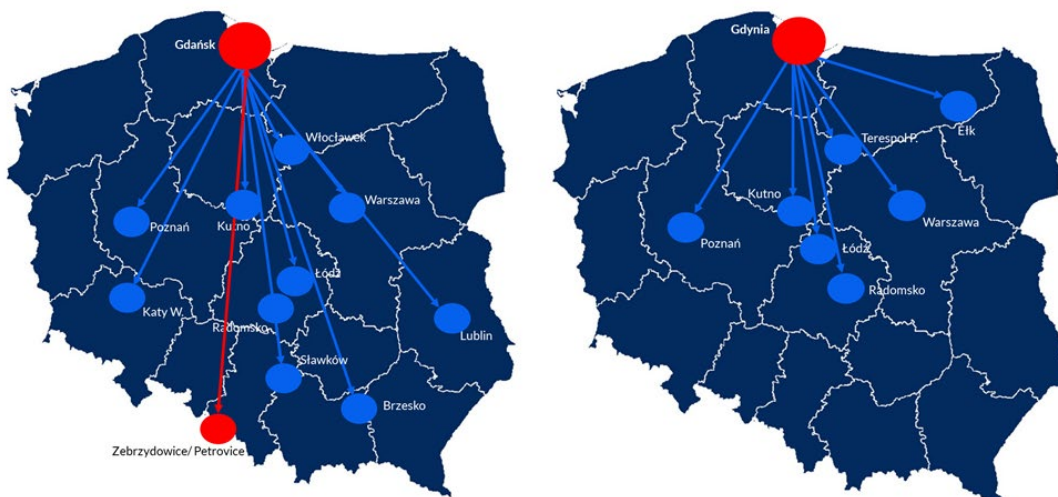 Gdańsk
Włocławek
Warszawa
Poznań
Kutno
Łódź
Katy W.
Radomsko
Lublin
Sławków
Brzesko
Zebrzydowice/ Petrovice
Gdynia
Ełk
Terespol P.
Kutno
Warszawa
Poznań
Łódź
Radomsko